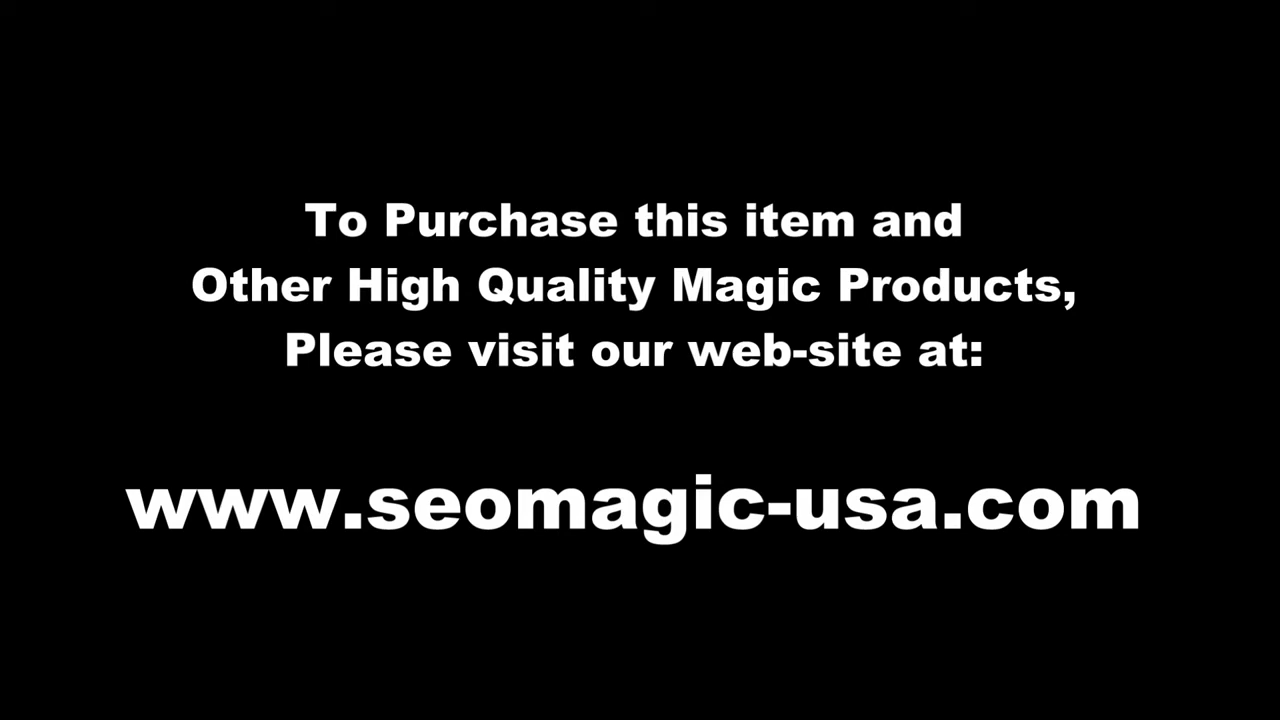 To Purchase this item and
Other High Quality Magic Products,
Please visit our web-site at:
www.seomagic-usa.com